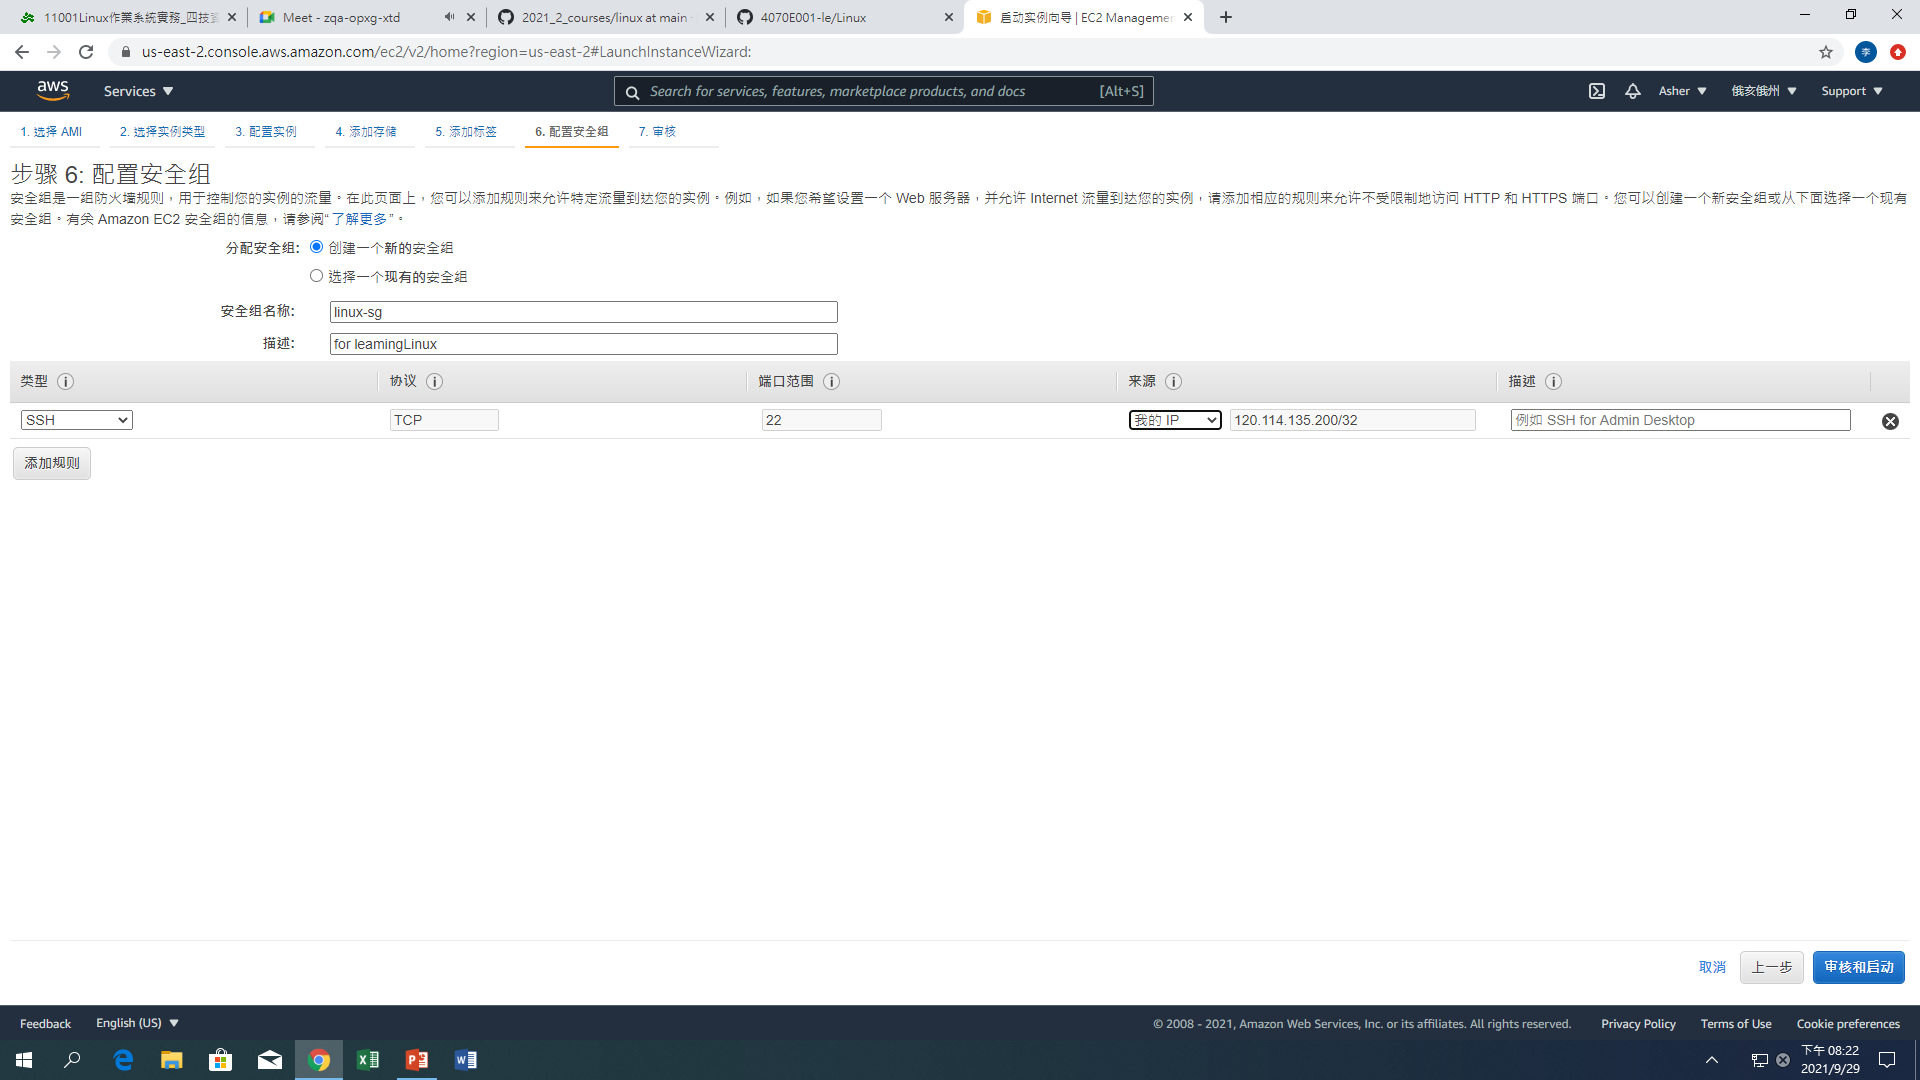 11001Linux作業系統實務_四技資
Meet - zqa-opxg-xtd
2021_2_courses/linux at main
4070E001-le/Linux
启动实例向导 | EC2 Managemen
us-east-2.console.aws.amazon.com/ec2/v2/home?region=us-east-2#LaunchInstanceWizard:
李
aws
Services
Search for services, features, marketplace products, and docs
[Alt+S]
Asher
俄亥俄州
Support
1. 选择 AMI
2. 选择实例类型
3. 配置实例
4. 添加存储
5. 添加标签
6. 配置安全组
7. 审核
步骤 6: 配置安全组
安全组是一组防火墙规则，用于控制您的实例的流量。在此页面上，您可以添加规则来允许特定流量到达您的实例。例如，如果您希望设置一个 Web 服务器，并允许 Internet 流量到达您的实例，请添加相应的规则来允许不受限制地访问 HTTP 和 HTTPS 端口。您可以创建一个新安全组或从下面选择一个现有
安全组。有关 Amazon EC2 安全组的信息，请参阅“了解更多”。
分配安全组: 创建一个新的安全组
选择一个现有的安全组
安全组名称: linux-sg
描述: for leamingLinux
类型 协议 端口范围 来源 描述
SSH TCP 22 我的 IP 120.114.135.200/32 例如 SSH for Admin Desktop
添加规则
取消 上一步 审核和启动
Feedback English (US) © 2008 - 2021, Amazon Web Services, Inc. or its affiliates. All rights reserved. Privacy Policy Terms of Use Cookie preferences
下午 08:22
2021/9/29